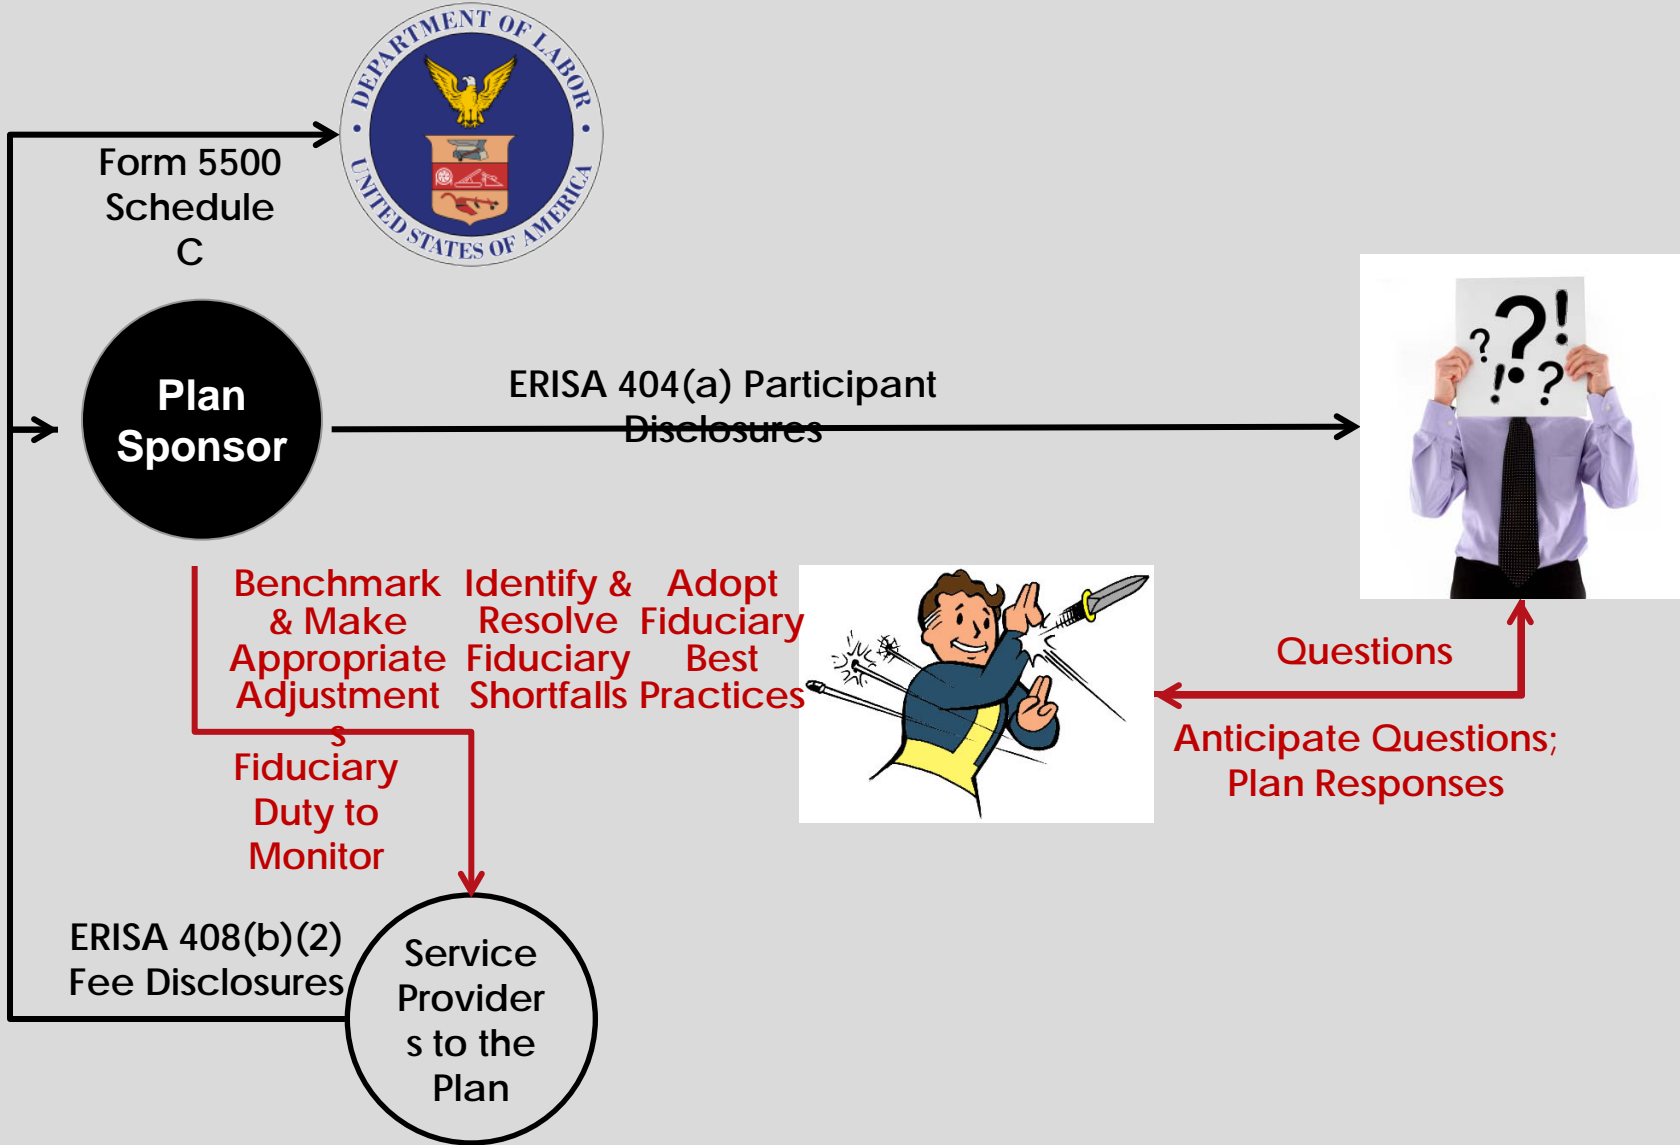 DEPARTMENT OF LABOR
UNITED STATES OF AMERICA
Form 5500
Schedule
C
Plan
Sponsor
ERISA 404(a) Participant
Disclosures
? ? ! ! ?
Benchmark
& Make
Appropriate
Adjustment
s
Identify &
Resolve
Fiduciary
Shortfalls
Adopt
Fiduciary
Best
Practices
Questions
Anticipate Questions;
Plan Responses
Fiduciary
Duty to
Monitor
ERISA 408(b)(2)
Fee Disclosures
Service
Provider
s to the
Plan